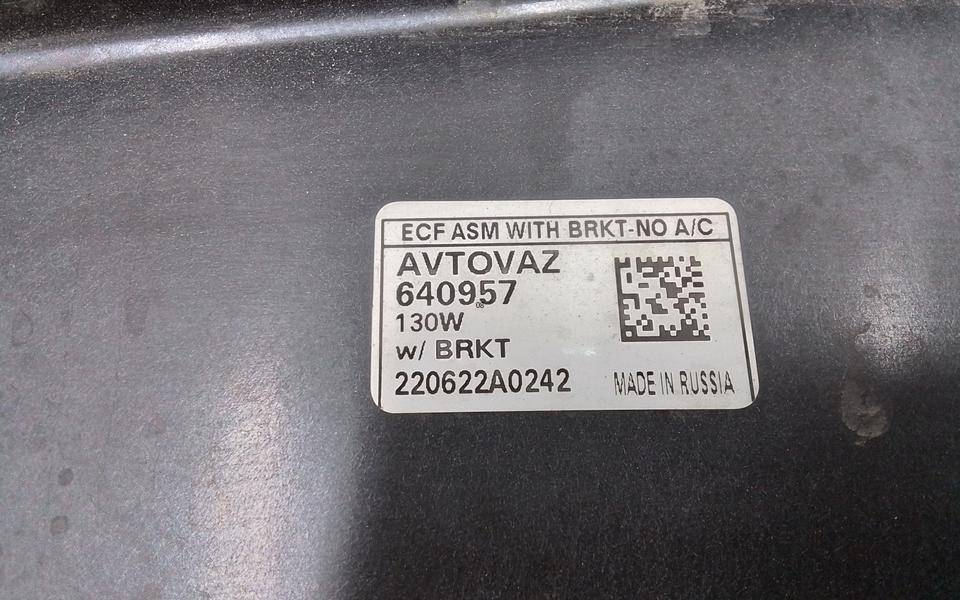 ECF ASM WITH BRKT-NO A/C
AVTOVAZ
640957
130W
w/ BRKT
220622A0242
MADE IN RUSSIA